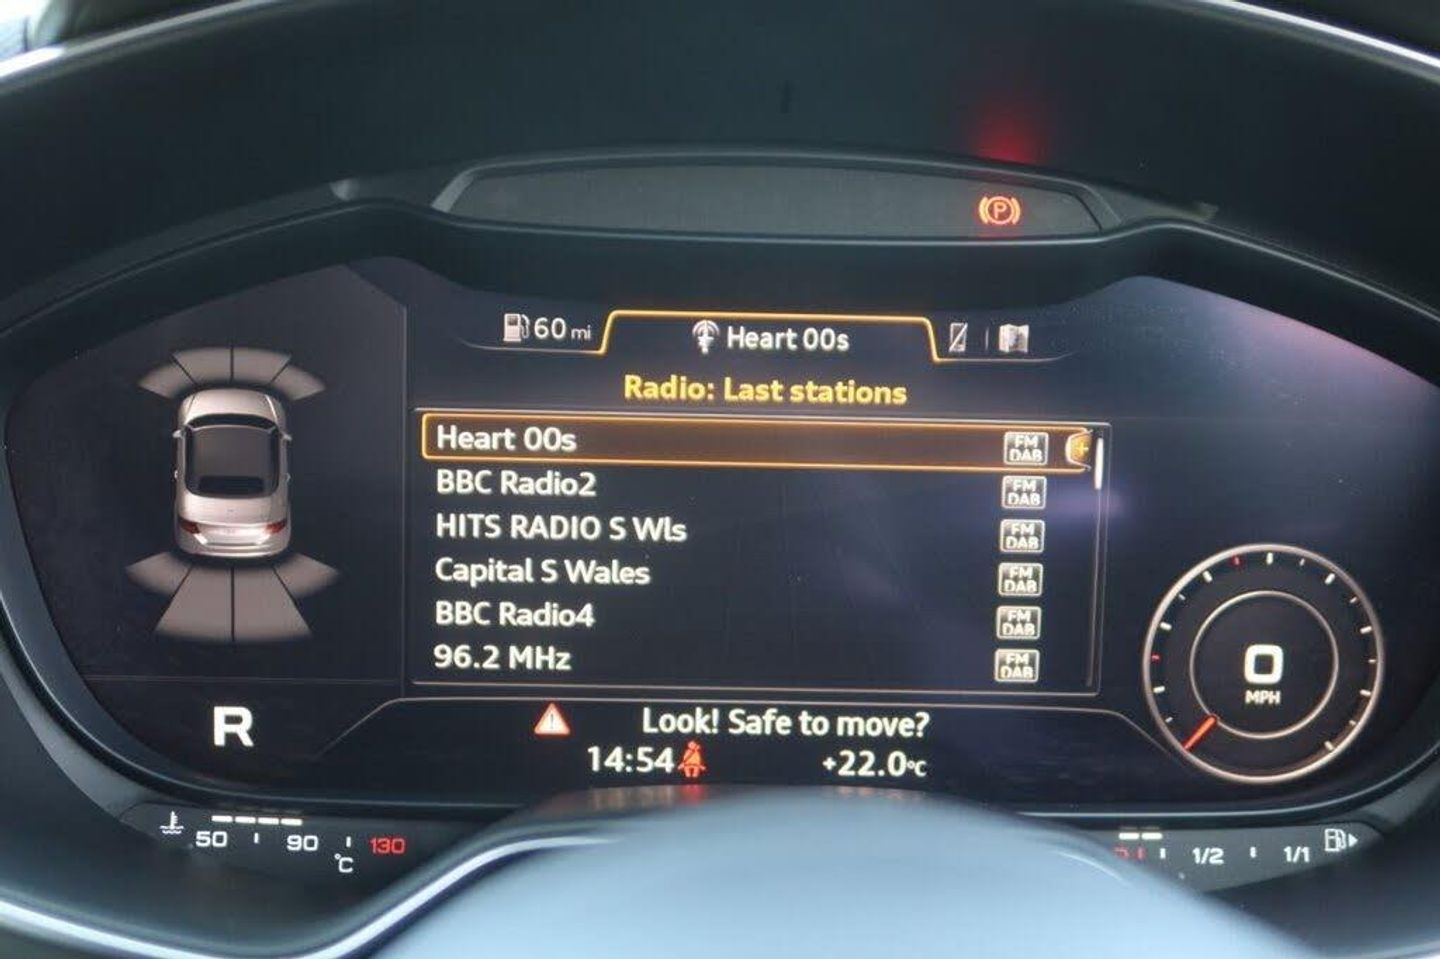 P
60 mi
Heart 00s
Radio: Last stations
Heart 00s FM DAB
BBC Radio2 FM DAB
HITS RADIO S Wls FM DAB
Capital S Wales FM DAB
BBC Radio4 FM DAB
96.2 MHz FM DAB
0
MPH
R
Look! Safe to move?
14:54 +22.0°C
50 90 130
°C
1/2 1/1